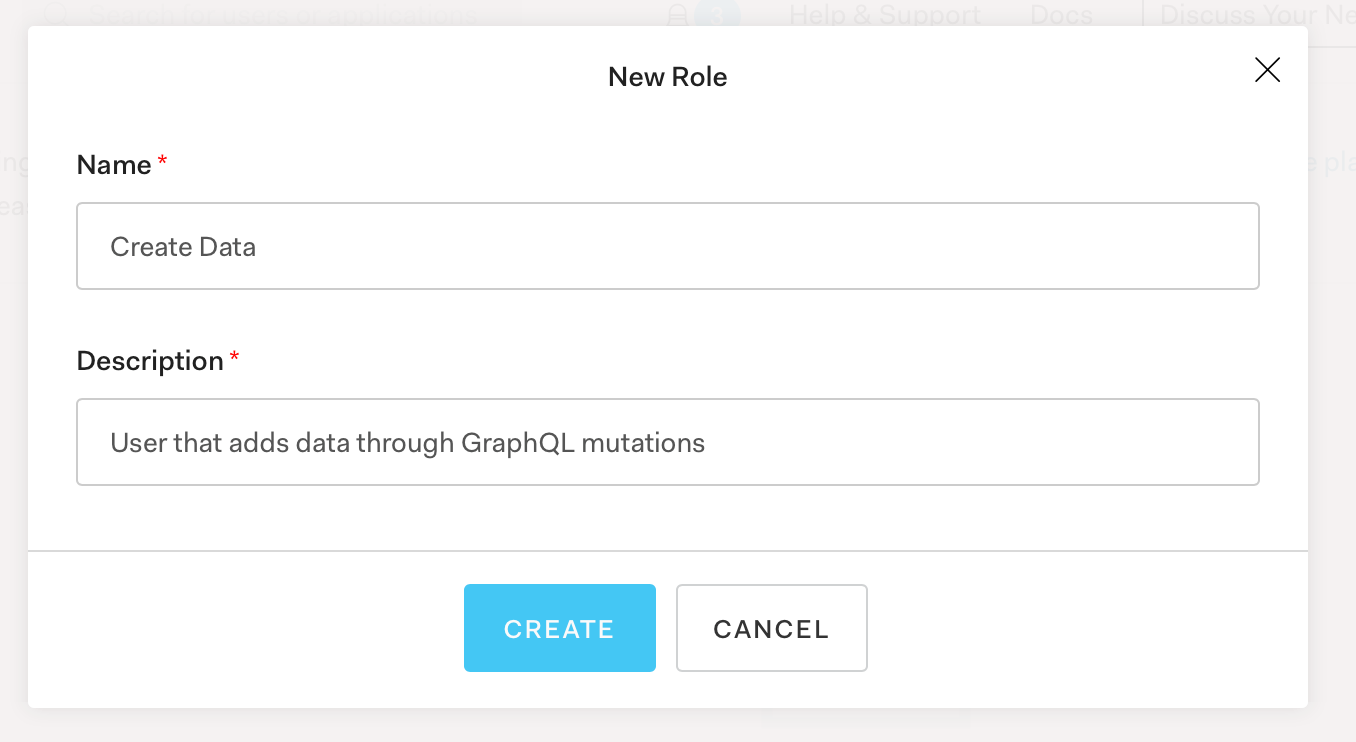 Search for users or applications
8
Help & Support
Docs
Discuss Your Ne
New Role
Name *
Create Data
Description *
User that adds data through GraphQL mutations
CREATE
CANCEL